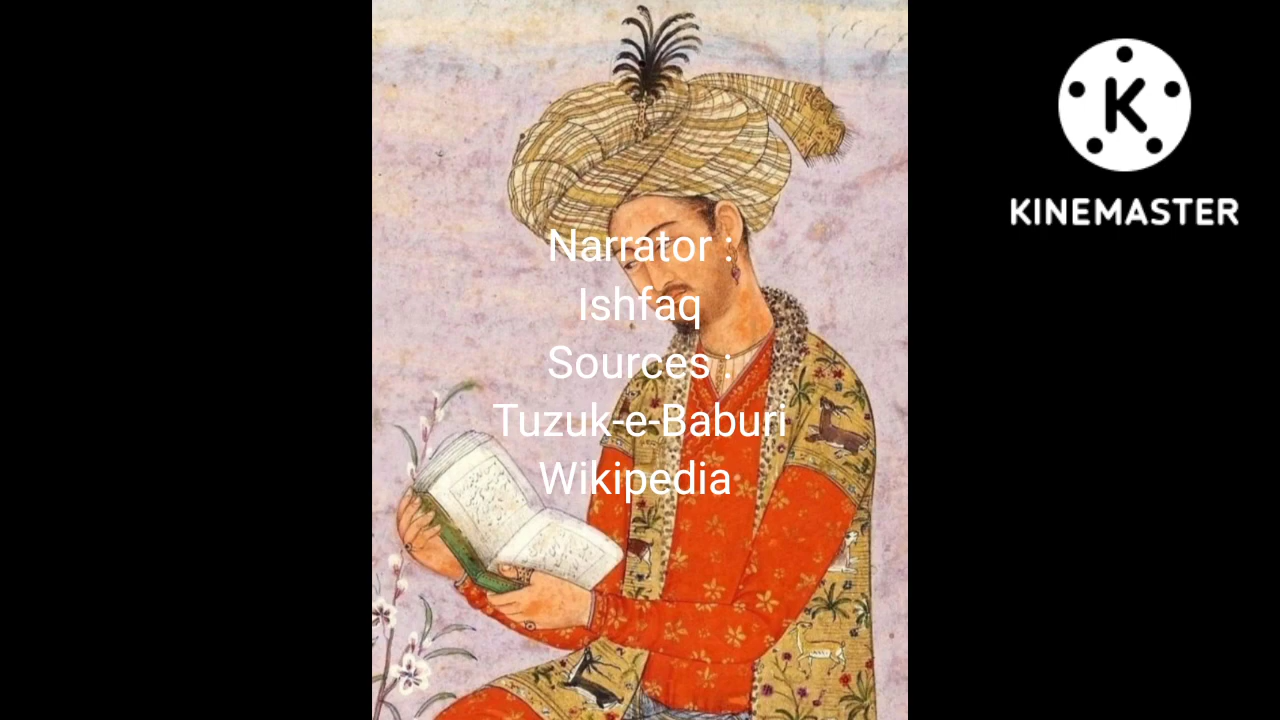 Narrator :
Ishfaq
Sources :
Tuzuk-e-Baburi
Wikipedia
K
KINEMASTER